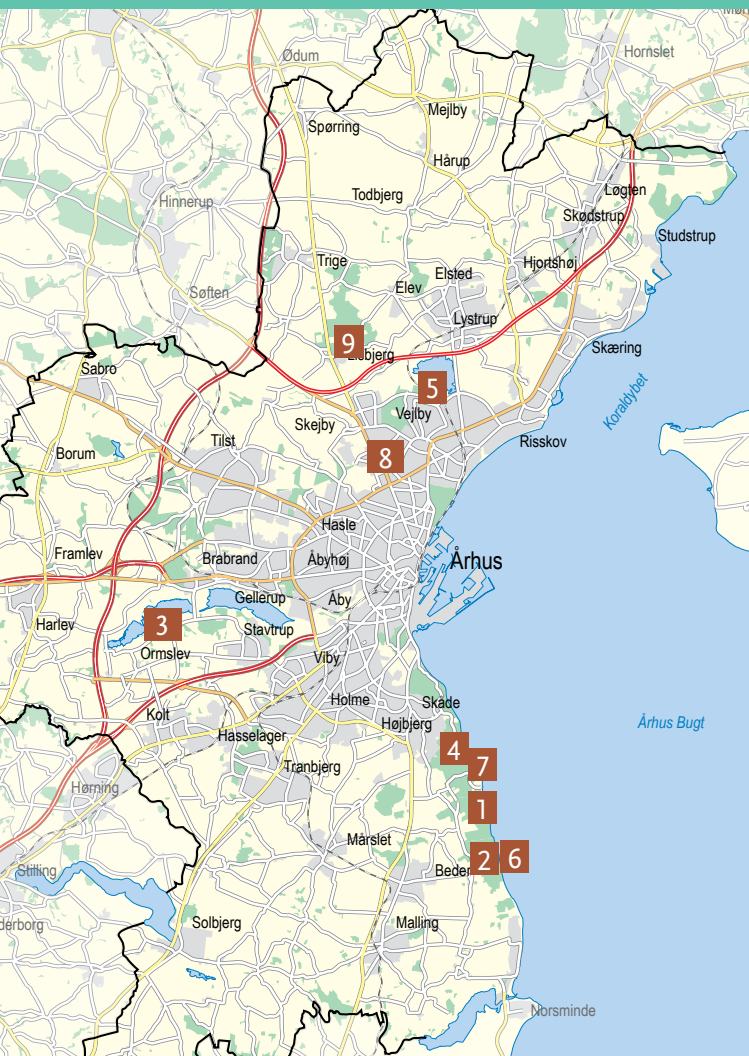 Ødum
Hornslet
Mejlby
Spørring
Hårup
Løgten
Todbjerg
Hinnerup
Skødstrup
Studstrup
Trige
Elsted
Hjortshøj
Elev
Søften
Lystrup
9
Skæring
Sabro
5
Koraldybet
Vejlby
Skejby
Tilst
Risskov
Borum
8
Hasle
Framlev
Brabrand
Åbyhøj
Århus
Gellerup
Åby
Harlev
3
Stavtrup
Ormslev
Viby
Holme
Skåde
Kolt
Højbjerg
Århus Bugt
Hasselager
4
7
Tranbjerg
Hørning
1
Mårslet
2
6
Stilling
Solbjerg
Malling
Norsminde